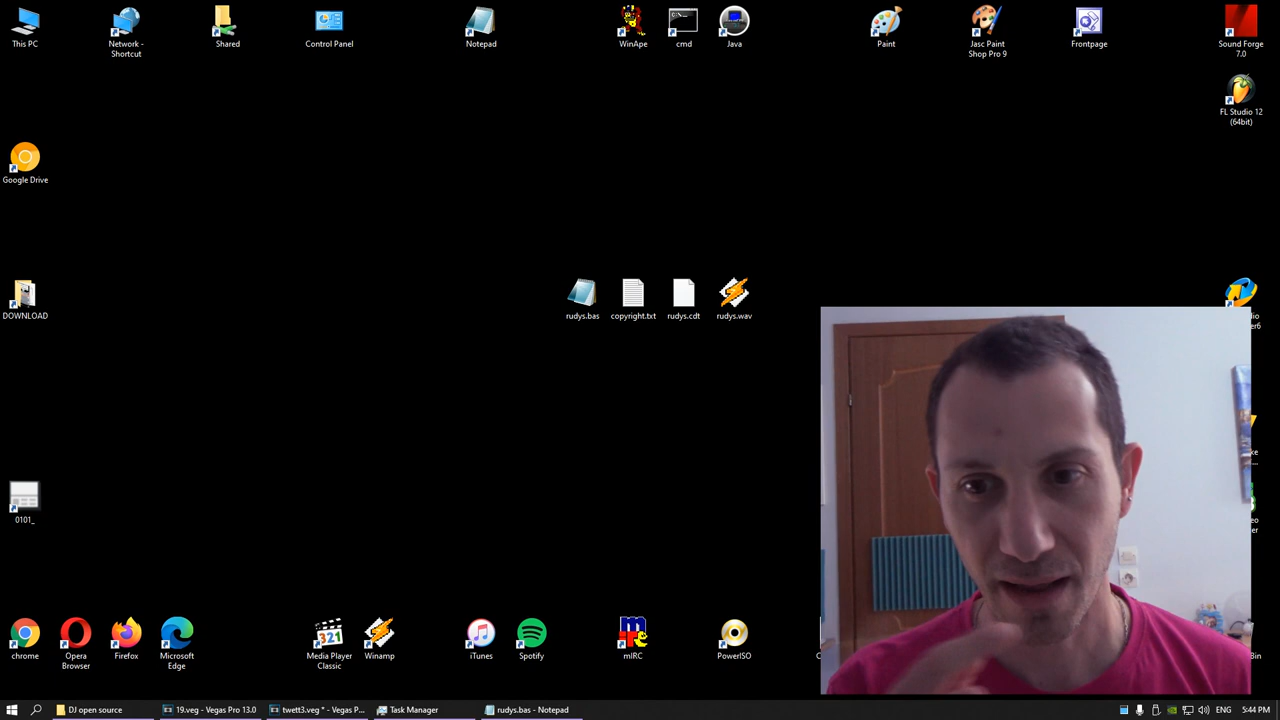 This PC
Network -
Shortcut
Shared
Control Panel
Notepad
WinApe
cmd
Java
Paint
Jasc Paint
Shop Pro 9
Frontpage
Sound Forge
7.0
FL Studio 12
(64bit)
Google Drive
DOWNLOAD
rudys.bas
copyright.txt
rudys.cdt
rudys.wav
0101_
chrome
Opera
Browser
Firefox
Microsoft
Edge
Media Player
Classic
Winamp
iTunes
Spotify
mIRC
PowerISO
Bin
DJ open source
19.veg - Vegas Pro 13.0
twett3.veg * - Vegas P...
Task Manager
rudys.bas - Notepad
ENG
5:44 PM